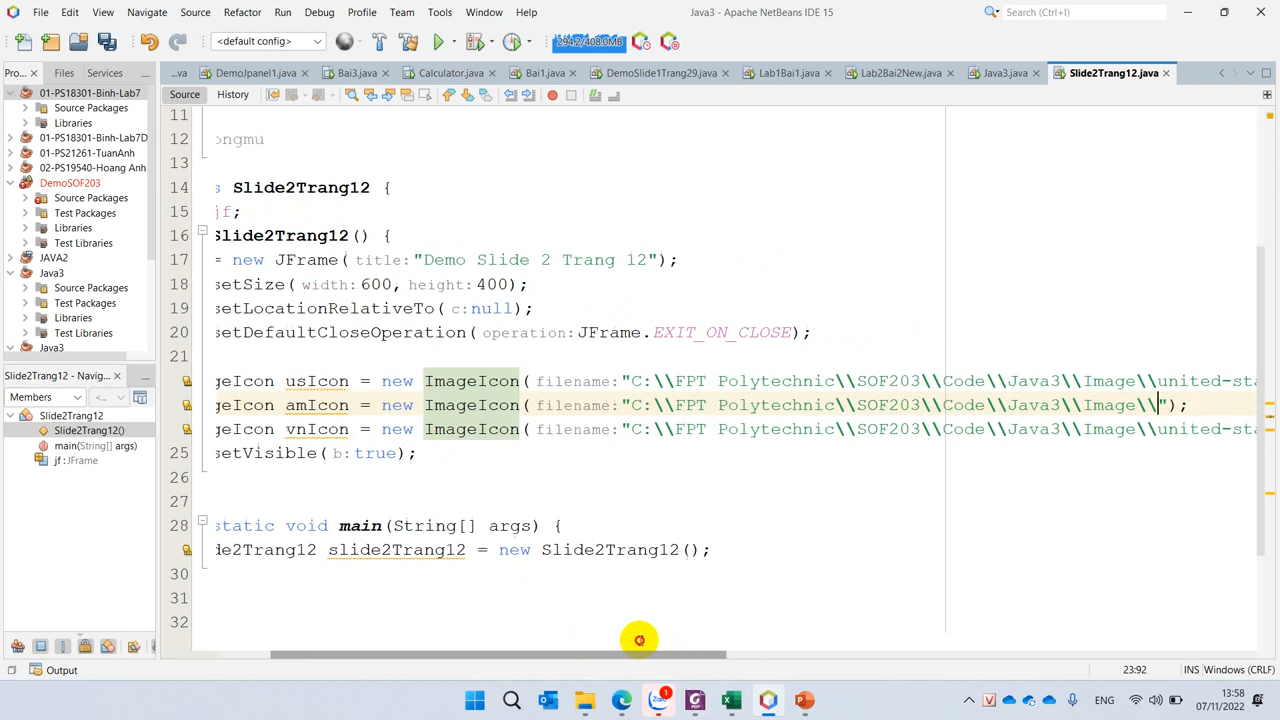 File Edit View Navigate Source Refactor Run Debug Profile Team Tools Window Help
Java3 - Apache NetBeans IDE 15
Search (Ctrl+I)
<default config>
294.2/408.0MB
Pro...
Files
Services
...va
DemoJpanel1.java
Bai3.java
Calculator.java
Bai1.java
DemoSlide1Trang29.java
Lab1Bai1.java
Lab2Bai2New.java
Java3.java
Slide2Trang12.java
01-PS18301-Binh-Lab7
Source Packages
Libraries
01-PS18301-Binh-Lab7D
01-PS21261-TuanAnh
02-PS19540-Hoang Anh
DemoSOF203
Source Packages
Test Packages
Libraries
Test Libraries
JAVA2
Java3
Source Packages
Test Packages
Libraries
Test Libraries
Java3
Slide2Trang12.java - Navig...
Members
<...
Slide2Trang12
Slide2Trang12()
main(String[] args)
jf : JFrame
Source
History
11
12 ongmu
13
14 s Slide2Trang12 {
15 jf;
16 Slide2Trang12() {
17 = new JFrame(title:"Demo Slide 2 Trang 12");
18 setSize(width:600,height:400);
19 setLocationRelativeTo(c:null);
20 setDefaultCloseOperation(operation:JFrame.EXIT_ON_CLOSE);
21
geIcon usIcon = new ImageIcon(filename:"C:\\FPT Polytechnic\\SOF203\\Code\\Java3\\Image\\united-sta
geIcon amIcon = new ImageIcon(filename:"C:\\FPT Polytechnic\\SOF203\\Code\\Java3\\Image\\");
geIcon vnIcon = new ImageIcon(filename:"C:\\FPT Polytechnic\\SOF203\\Code\\Java3\\Image\\united-sta
25 setVisible(b:true);
26
27
28 static void main(String[] args) {
de2Trang12 slide2Trang12 = new Slide2Trang12();
30
31
32
Output
23:92
INS
Windows (CRLF)
Zalo
1
ENG
13:58
07/11/2022